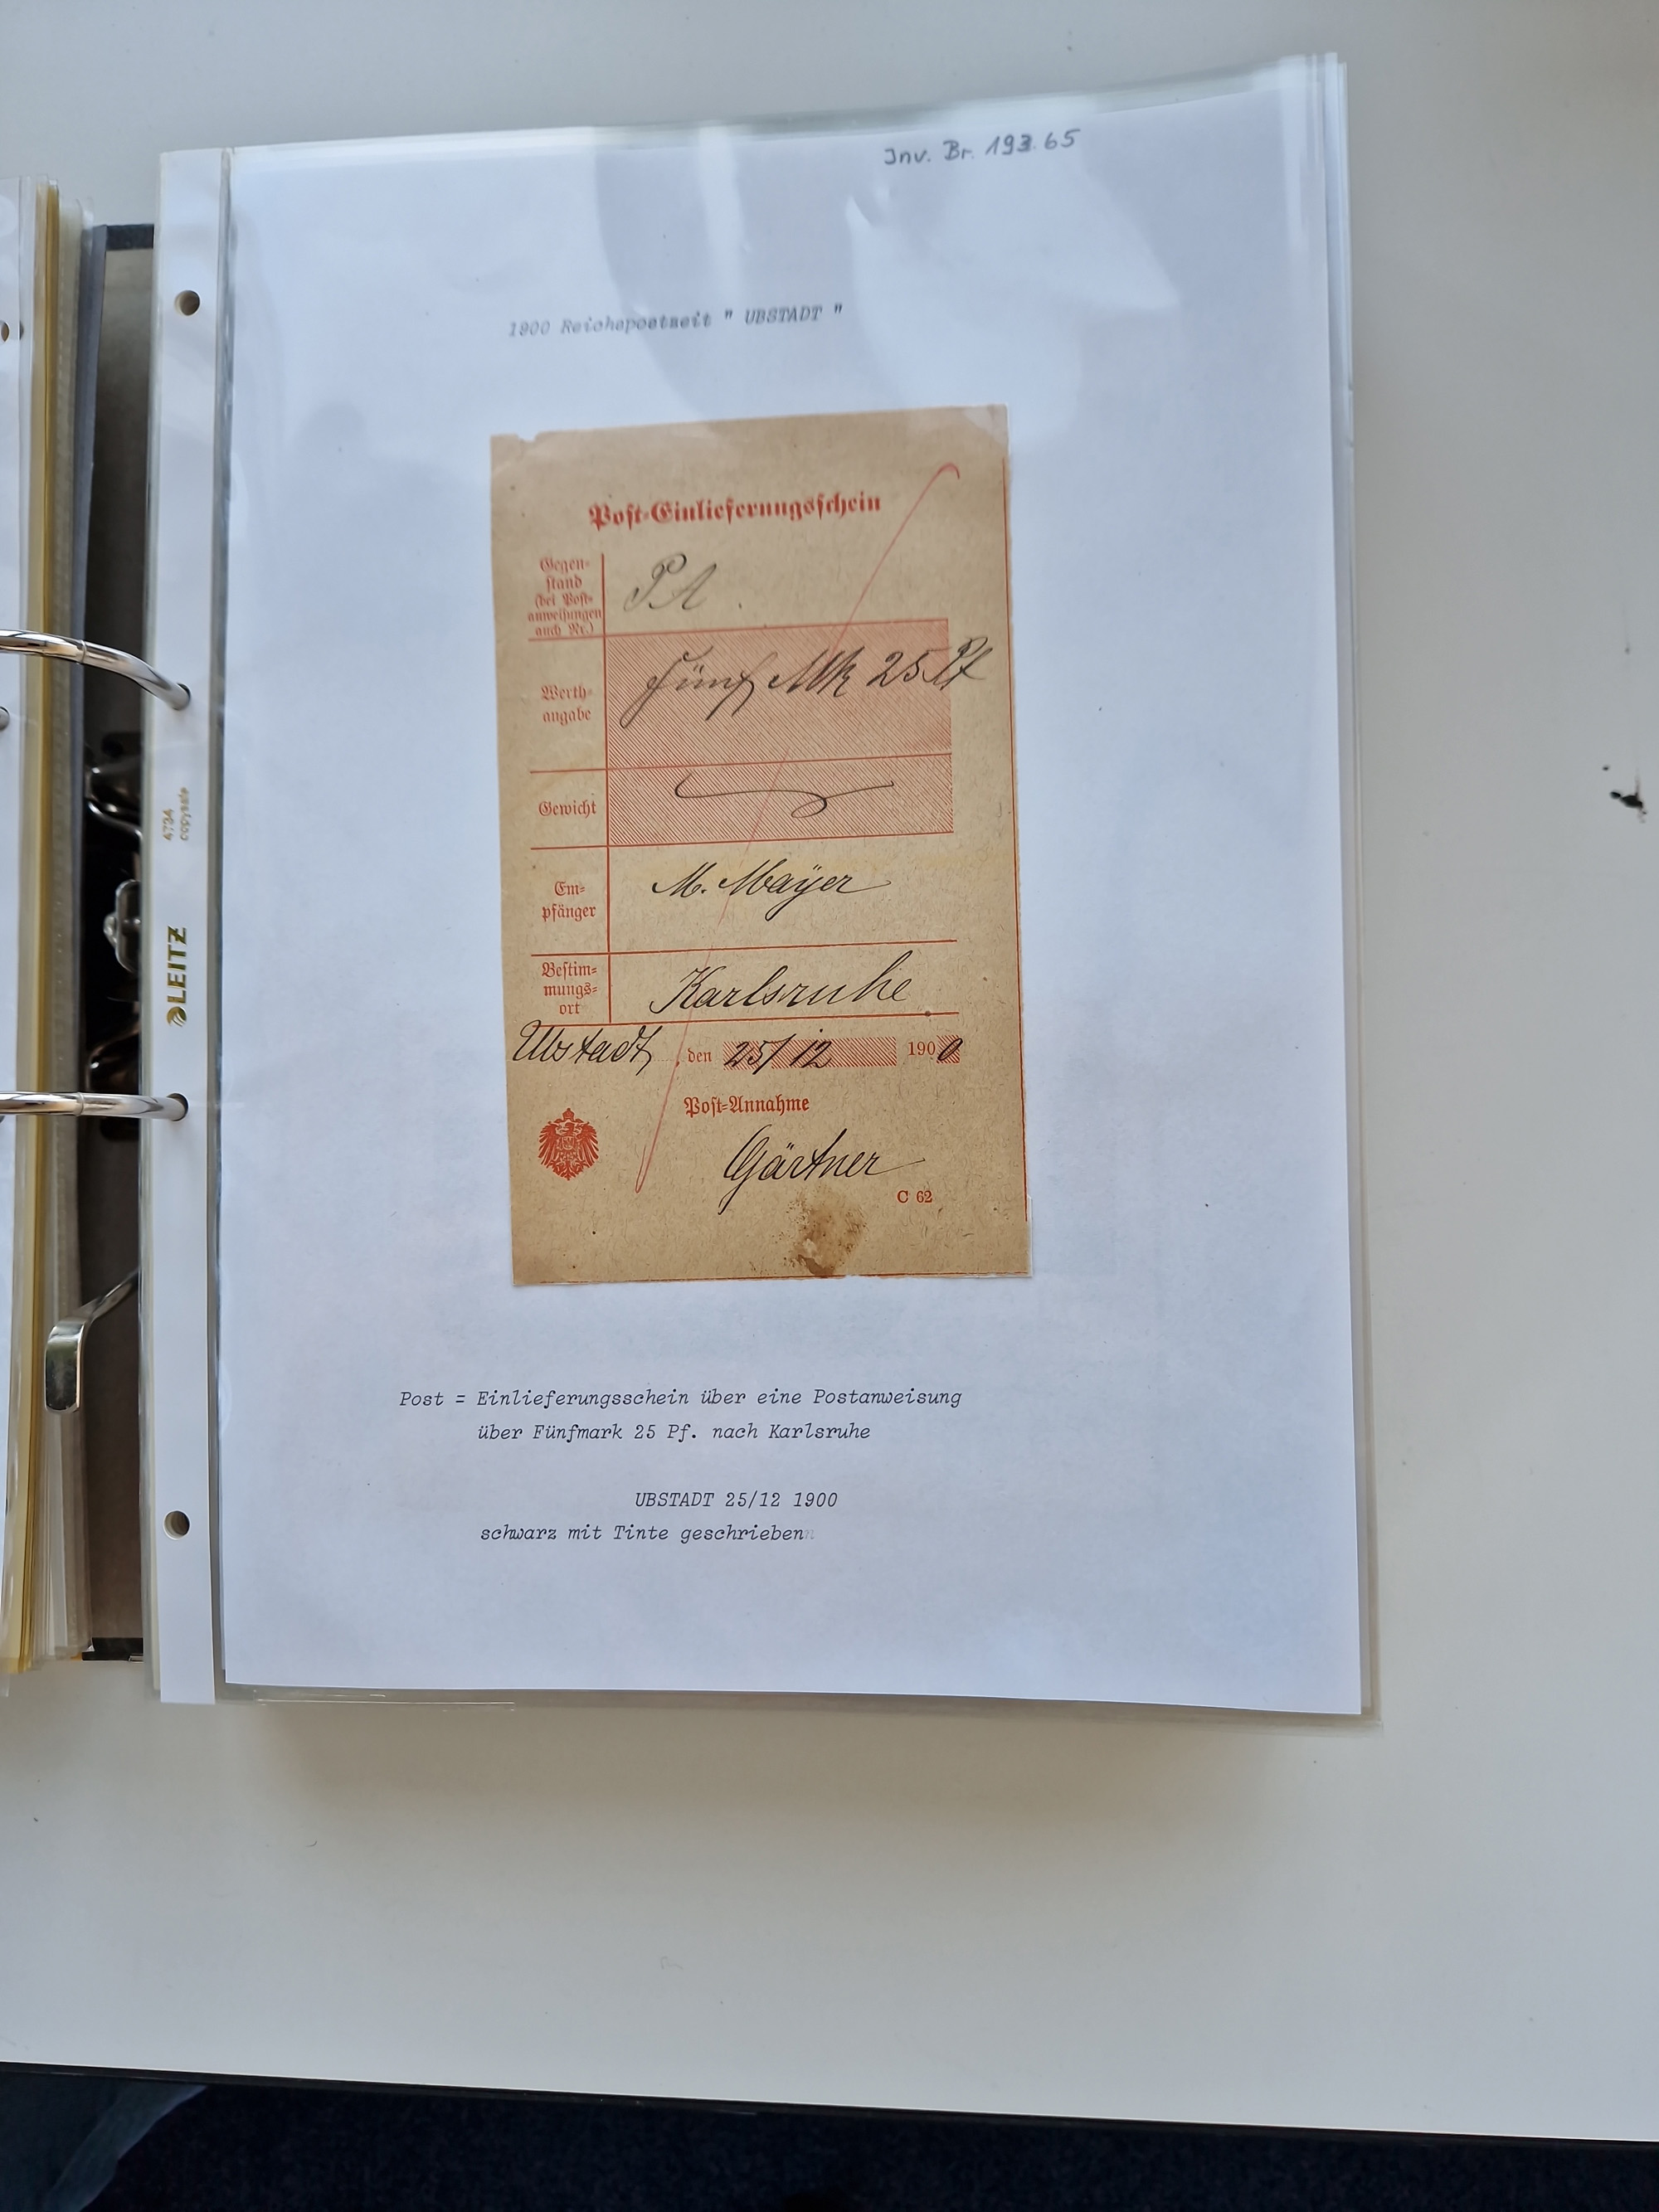 Inv. Br. 193.65
1900 Reichspostzeit " UBSTADT "
Post-Einlieferungsschein
Gegen-
stand
(bei Post-
anweisungen
auch Nr.)
PA.
Werth-
angabe
Fünf Mk 25 Pf
Gewicht
Em-
pfänger
M. Mayer
Bestim-
mungs-
ort
Karlsruhe
Ubstadt, den 25/12 1900
Post-Annahme
Gärtner
C 62
Post = Einlieferungsschein über eine Postanweisung
über Fünfmark 25 Pf. nach Karlsruhe
UBSTADT 25/12 1900
schwarz mit Tinte geschrieben
LEITZ
4734
copysafe